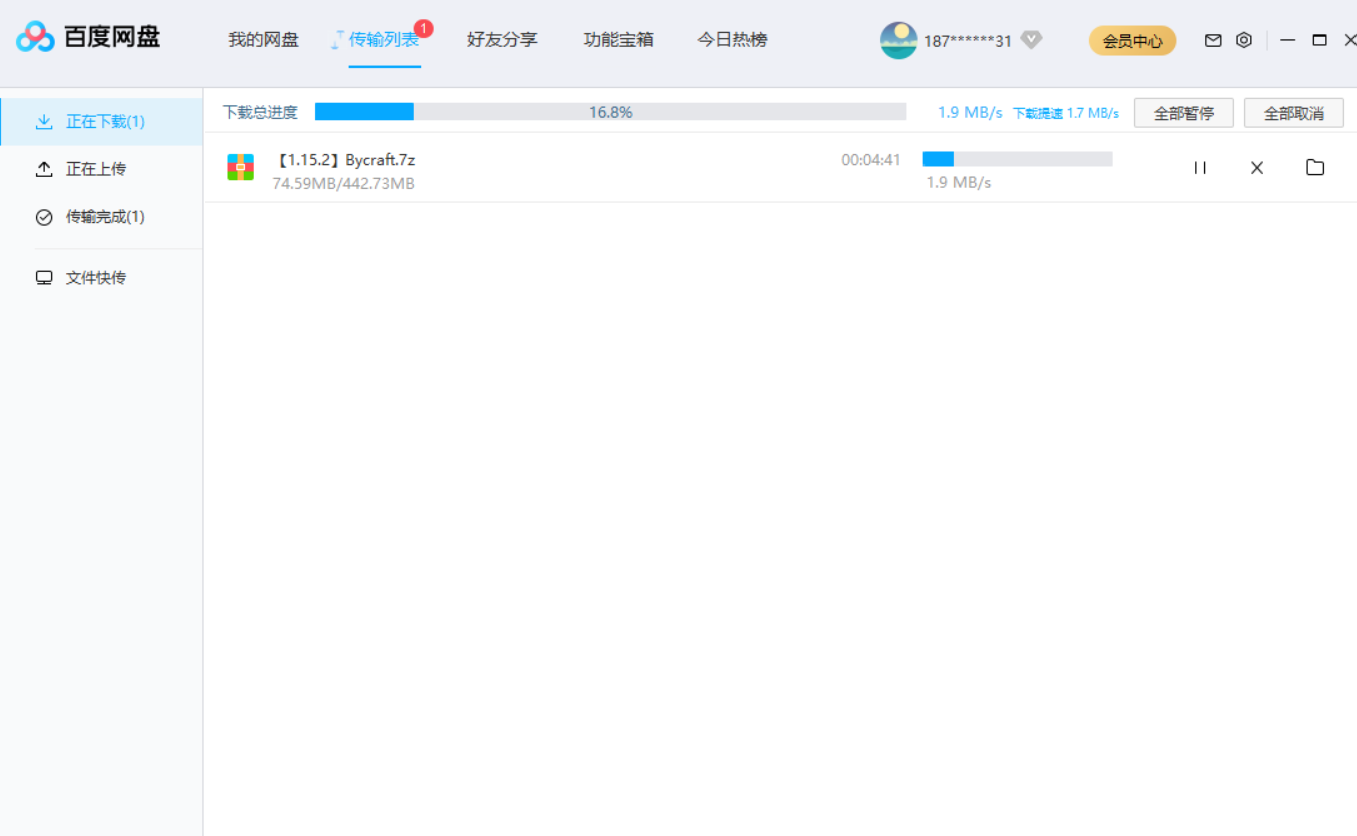 百度网盘
我的网盘
传输列表
1
好友分享
功能宝箱
今日热榜
187******31
会员中心
正在下载(1)
正在上传
传输完成(1)
文件快传
下载总进度
16.8%
1.9 MB/s
下载提速 1.7 MB/s
全部暂停
全部取消
【1.15.2】Bycraft.7z
74.59MB/442.73MB
00:04:41
1.9 MB/s